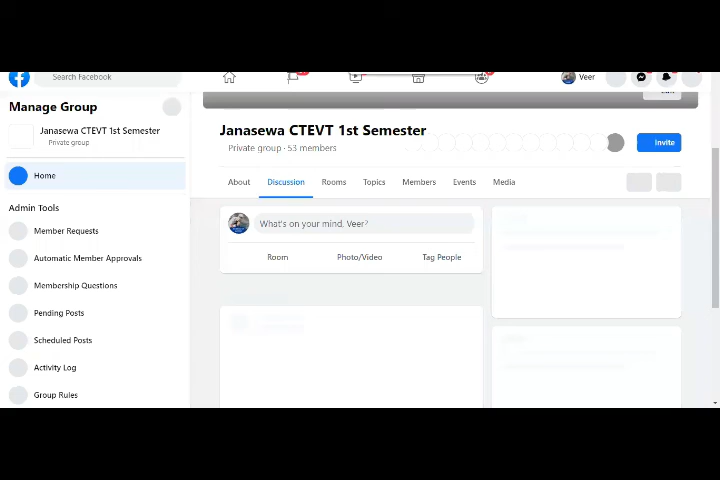 Search Facebook
Veer
Manage Group
Janasewa CTEVT 1st Semester
Private group
Home
Admin Tools
Member Requests
Automatic Member Approvals
Membership Questions
Pending Posts
Scheduled Posts
Activity Log
Group Rules
Janasewa CTEVT 1st Semester
Private group · 53 members
Invite
About
Discussion
Rooms
Topics
Members
Events
Media
What's on your mind, Veer?
Room
Photo/Video
Tag People